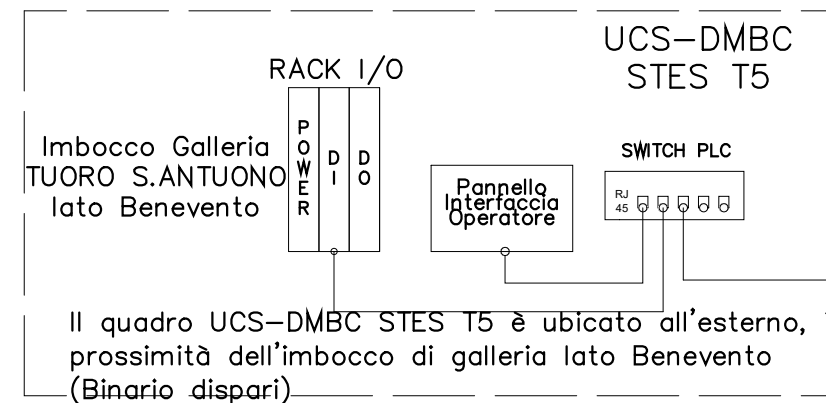 UCS-DMBC
STES T5
RACK I/O
POWER
DI
DO
Imbocco Galleria
TUORO S.ANTUONO
lato Benevento
Pannello
Interfaccia
Operatore
SWITCH PLC
RJ
45
Il quadro UCS-DMBC STES T5 è ubicato all'esterno,
prossimità dell'imbocco di galleria lato Benevento
(Binario dispari)